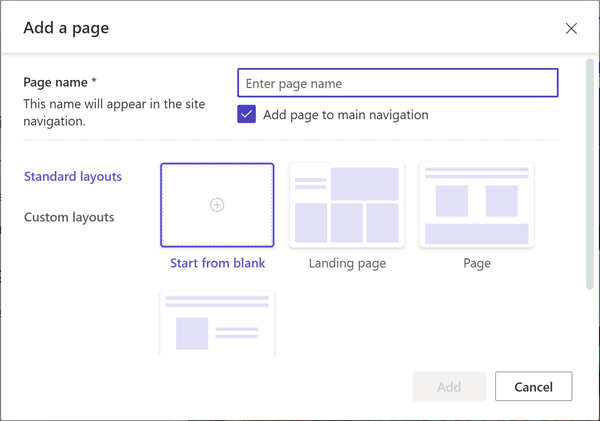 Add a page
Page name *
Enter page name
This name will appear in the site
navigation.
Add page to main navigation
Standard layouts
Custom layouts
Start from blank
Landing page
Page
Add
Cancel